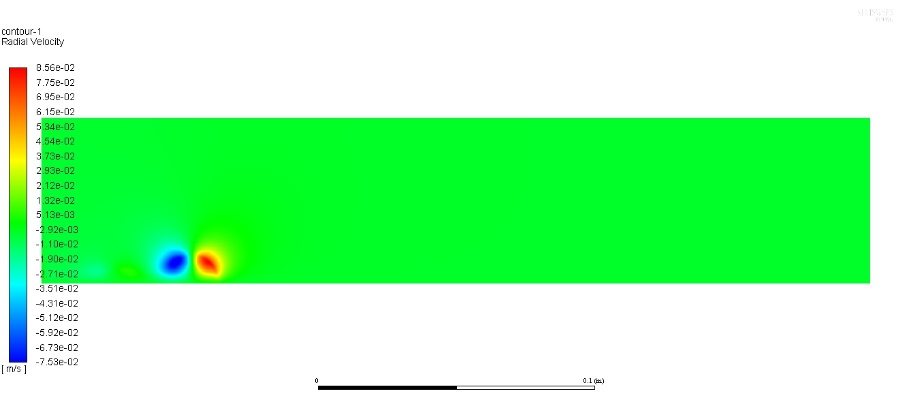 contour-1
Radial Velocity
8.56e-02
7.75e-02
6.95e-02
6.15e-02
5.34e-02
4.54e-02
3.73e-02
2.93e-02
2.12e-02
1.32e-02
5.13e-03
-2.92e-03
-1.10e-02
-1.90e-02
-2.71e-02
-3.51e-02
-4.31e-02
-5.12e-02
-5.92e-02
-6.73e-02
-7.53e-02
[ m/s ]
0
0.1 (m)